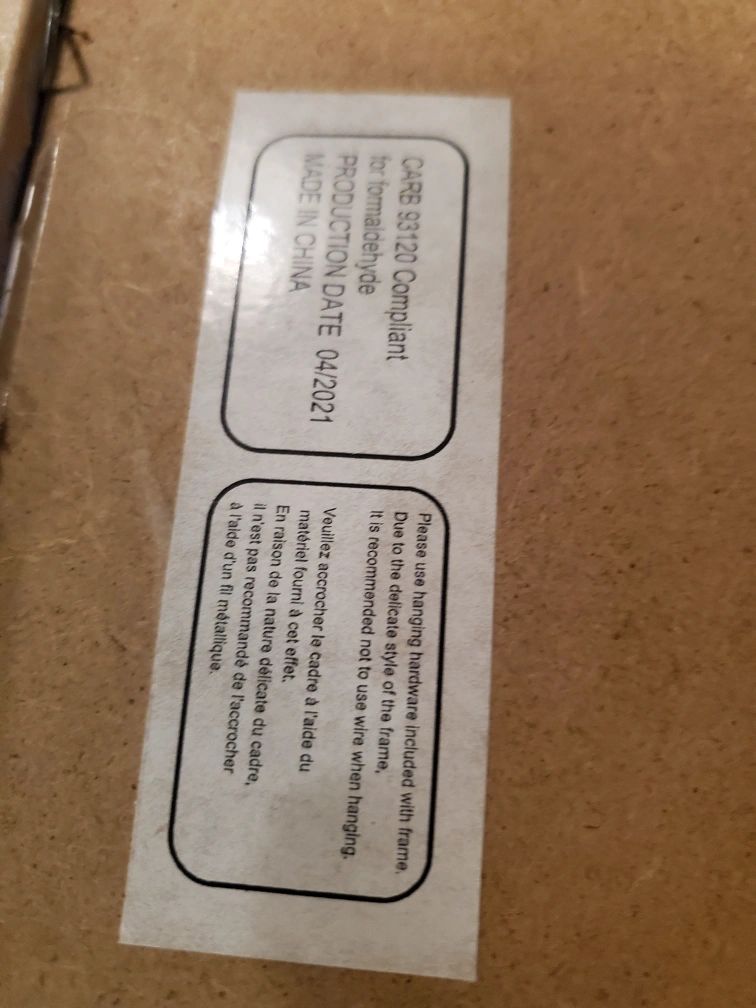 CARB 93120 Compliant
for formaldehyde
PRODUCTION DATE 04/2021
MADE IN CHINA
Please use hanging hardware included with frame.
Due to the delicate style of the frame,
It is recommended not to use wire when hanging.
Veuillez accrocher le cadre à l'aide du
matériel fourni à cet effet.
En raison de la nature délicate du cadre,
il n'est pas recommandé de l'accrocher
à l'aide d'un fil métallique.